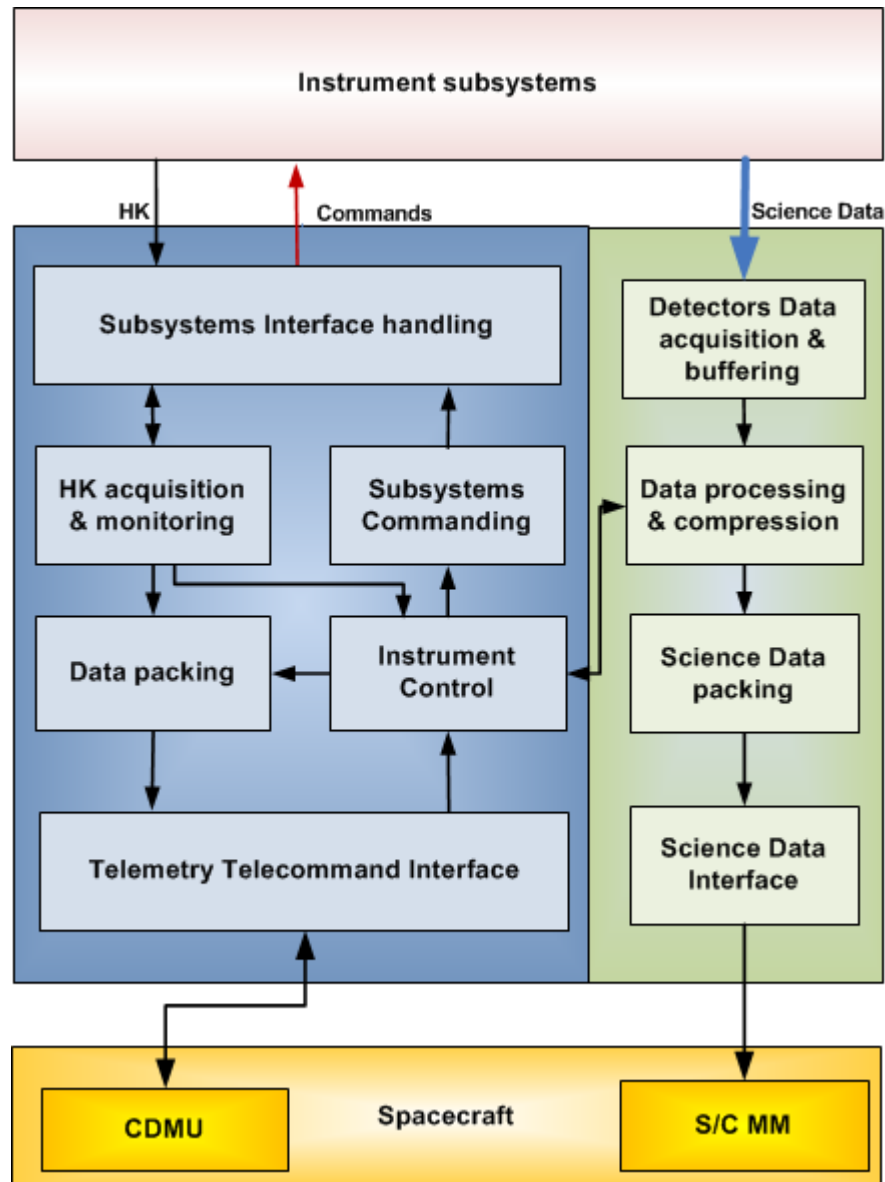 Instrument subsystems
HK
Commands
Science Data
Subsystems Interface handling
Detectors Data
acquisition &
buffering
HK acquisition
& monitoring
Subsystems
Commanding
Data processing
& compression
Data packing
Instrument
Control
Science Data
packing
Telemetry Telecommand Interface
Science Data
Interface
CDMU
Spacecraft
S/C MM